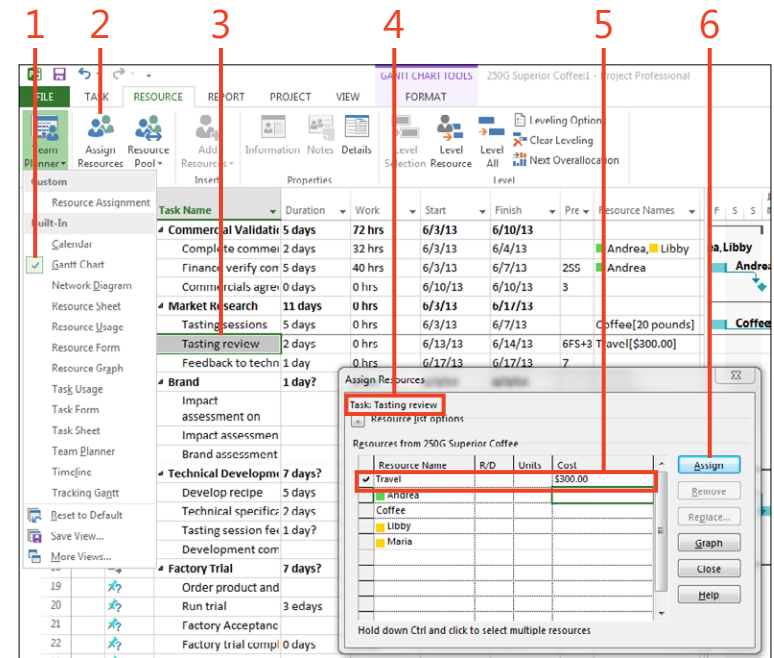 1 2 3 4 5 6
GANTT CHART TOOLS 250G Superior Coffee:1 - Project Professional
FILE TASK RESOURCE REPORT PROJECT VIEW FORMAT
Team Planner Assign Resources Resource Pool Add Resources Information Notes Details Level Selection Level Resource Level All
Leveling Options
Clear Leveling
Next Overallocation
Insert Properties Level
Custom
Resource Assignment
Built-In
Calendar
Gantt Chart
Network Diagram
Resource Sheet
Resource Usage
Resource Form
Resource Graph
Task Usage
Task Form
Task Sheet
Team Planner
Timeline
Tracking Gantt
Reset to Default
Save View...
More Views...
Task Name Duration Work Start Finish Pre Resource Names F S S
Commercial Validatic 5 days 72 hrs 6/3/13 6/10/13
Complete commer 2 days 32 hrs 6/3/13 6/4/13 Andrea, Libby ea,Libby
Finance verify com 5 days 40 hrs 6/3/13 6/7/13 2SS Andrea Andrea
Commercials agree 0 days 0 hrs 6/10/13 6/10/13 3
Market Research 11 days 0 hrs 6/3/13 6/17/13
Tasting sessions 5 days 0 hrs 6/3/13 6/7/13 Coffee[20 pounds] Coffee
Tasting review 2 days 0 hrs 6/13/13 6/14/13 6FS+3 Travel[$300.00]
Feedback to techn 1 day 0 hrs 6/17/13 6/17/13 7
Brand 1 day?
Impact
assessment on
Impact assessmen
Brand assessment
Technical Developme 7 days?
Develop recipe 5 days
Technical specifica 2 days
Tasting session fee 1 day?
Development com
Factory Trial 7 days?
19 Order product and
20 Run trial 3 edays
21 Factory Acceptanc
22 Factory trial compl 0 days
Assign Resources
Task: Tasting review
Resource list options
Resources from 250G Superior Coffee
Resource Name R/D Units Cost
Travel $300.00
Andrea
Coffee
Libby
Maria
Assign
Remove
Replace...
Graph
Close
Help
Hold down Ctrl and click to select multiple resources